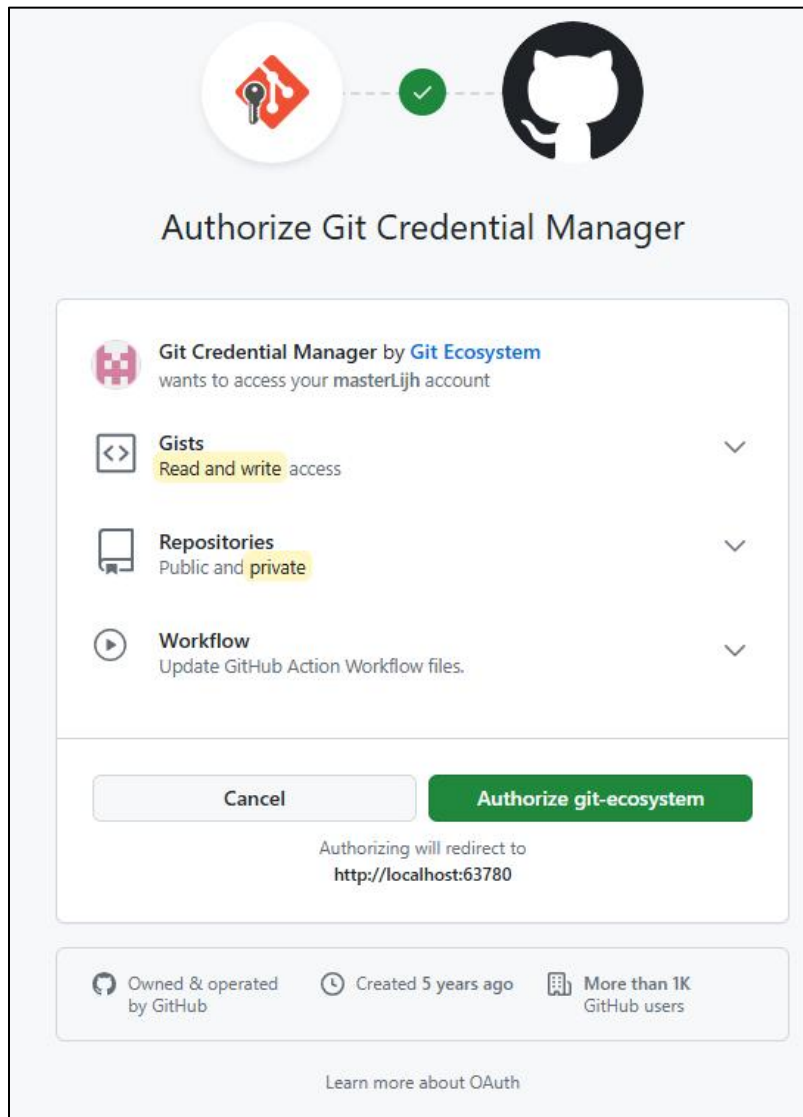 Authorize Git Credential Manager
Git Credential Manager by Git Ecosystem
wants to access your masterLijh account
Gists
Read and write access
Repositories
Public and private
Workflow
Update GitHub Action Workflow files.
Cancel
Authorize git-ecosystem
Authorizing will redirect to
http://localhost:63780
Owned & operated
by GitHub
Created 5 years ago
More than 1K
GitHub users
Learn more about OAuth